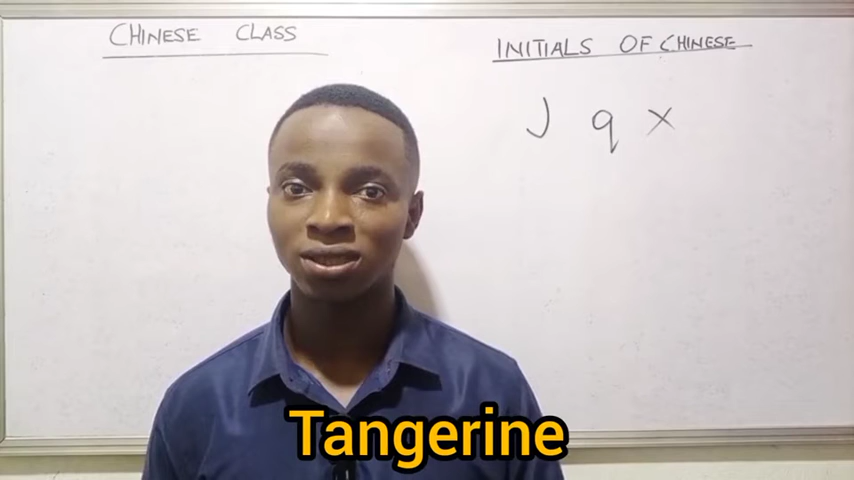 CHINESE CLASS
INITIALS OF CHINESE
J q x
Tangerine